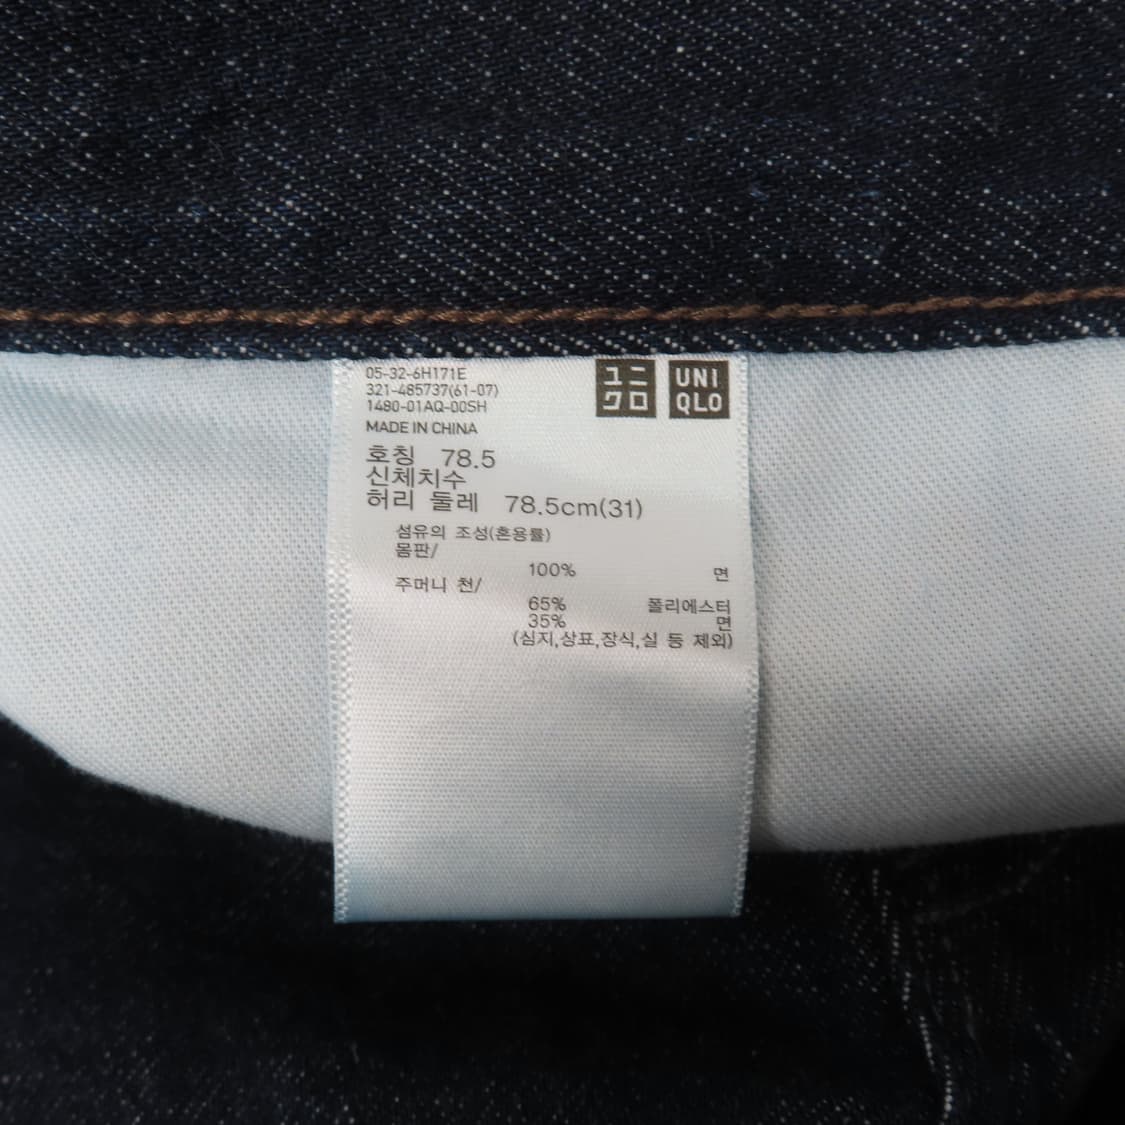 05-32-6H171E
321-485737(61-07)
1480-01AQ-00SH
MADE IN CHINA
ユニ
クロ
UNI
QLO
호칭 78.5
신체치수
허리 둘레 78.5cm(31)
섬유의 조성(혼용률)
몸판/
100% 면
주머니 천/
65% 폴리에스터
35% 면
(심지,상표,장식,실 등 제외)